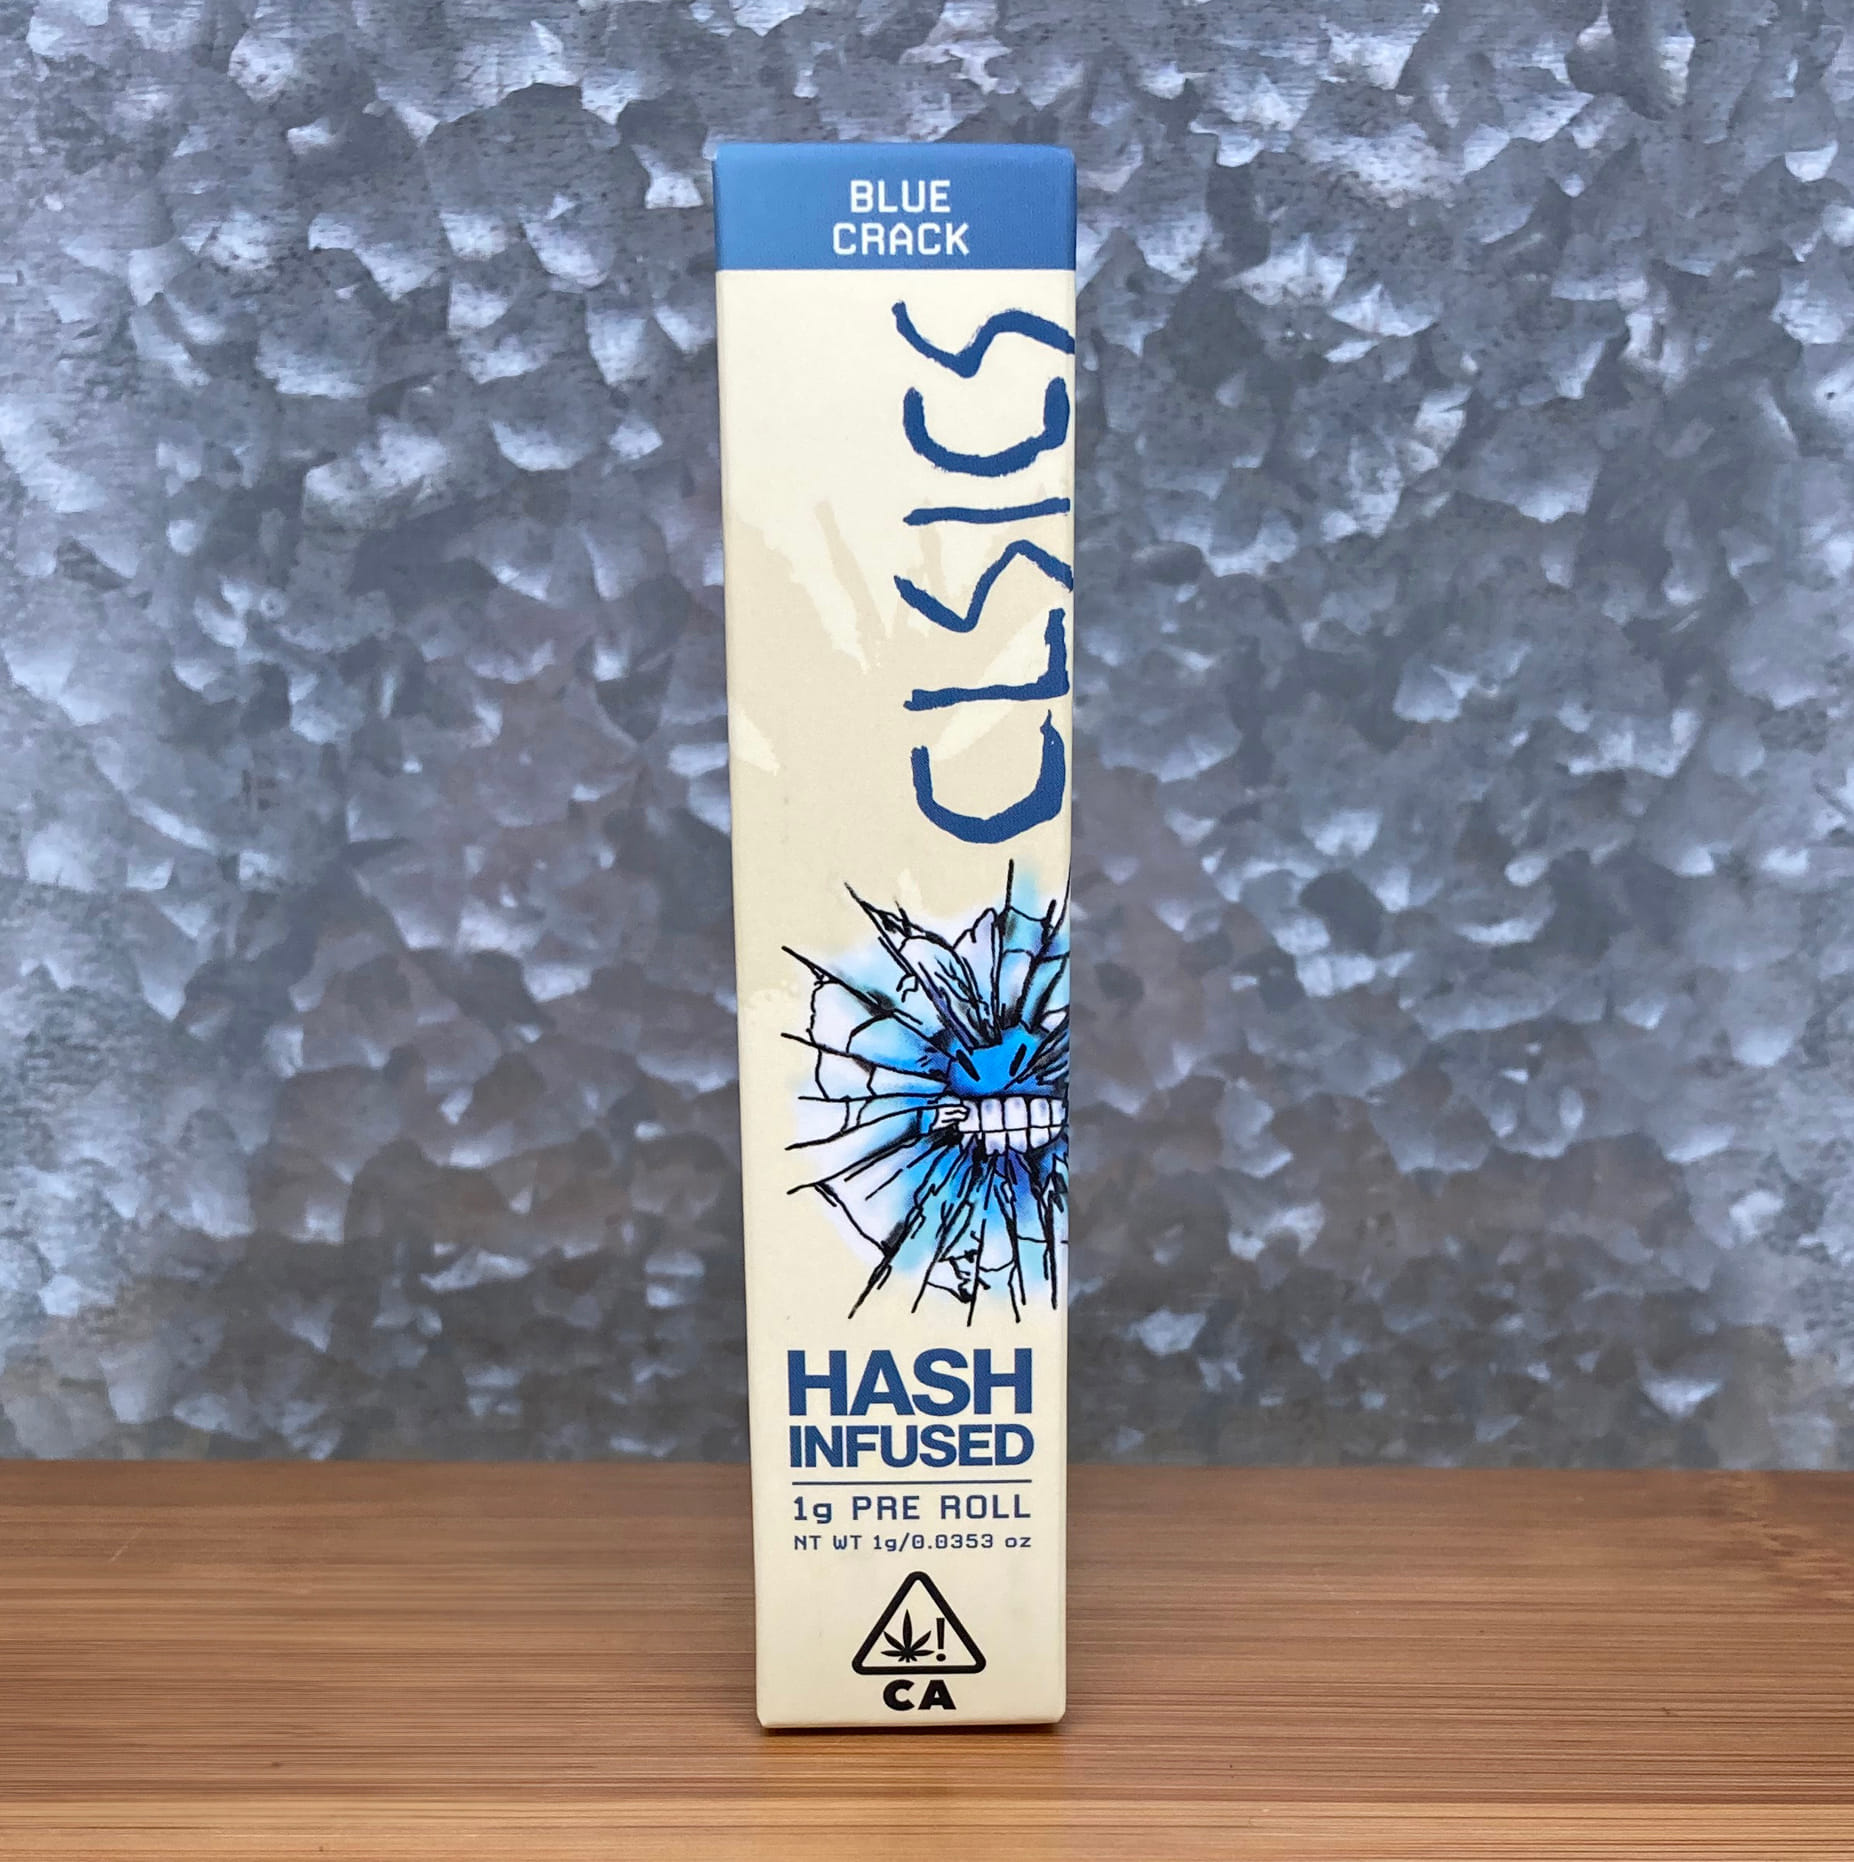 BLUE
CRACK
CLSICS
HASH
INFUSED
1g PRE ROLL
NT WT 1g/0.0353 oz
!
CA